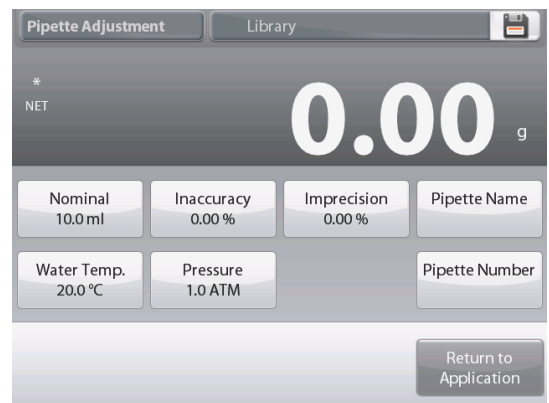 Pipette Adjustment
Library
*
NET
0.00 g
Nominal
10.0 ml
Inaccuracy
0.00 %
Imprecision
0.00 %
Pipette Name
Water Temp.
20.0 °C
Pressure
1.0 ATM
Pipette Number
Return to
Application